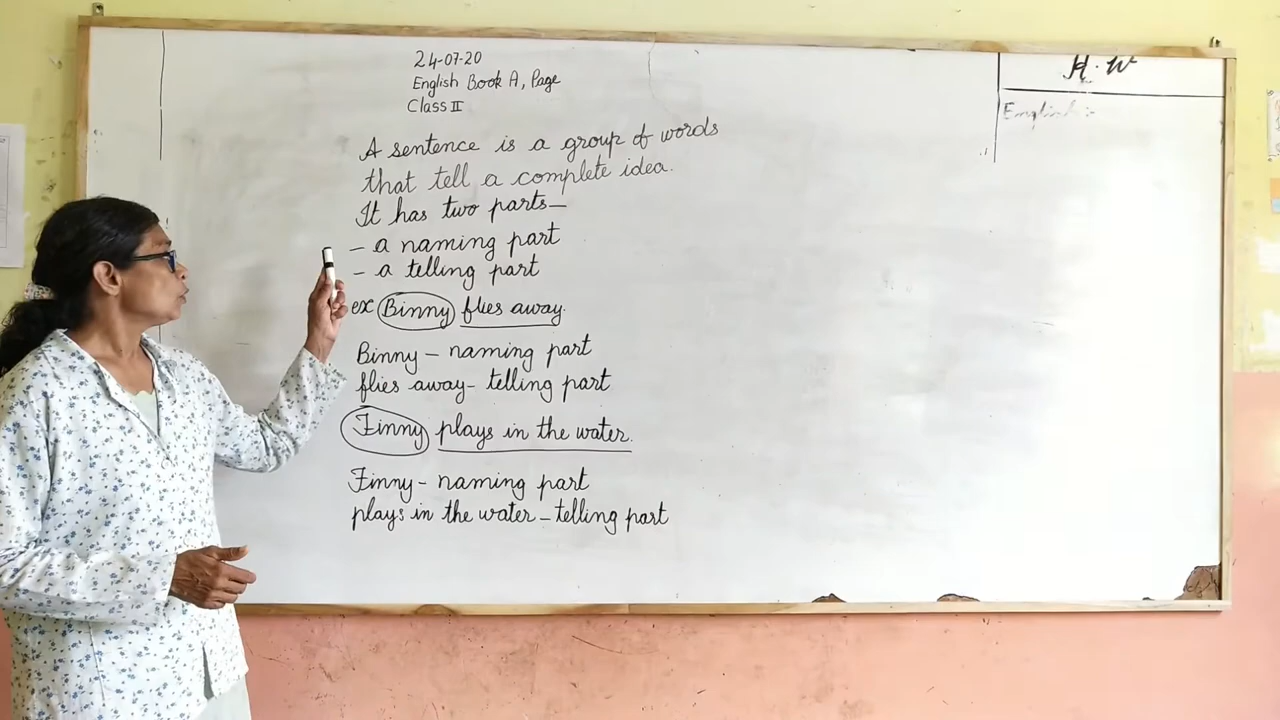 24-07-20
English Book A, Page
Class II
A sentence is a group of words
that tell a complete idea.
It has two parts—
- a naming part
- a telling part
ex Binny flies away.
Binny - naming part
flies away - telling part
Finny plays in the water.
Finny - naming part
plays in the water - telling part
H.W
English :